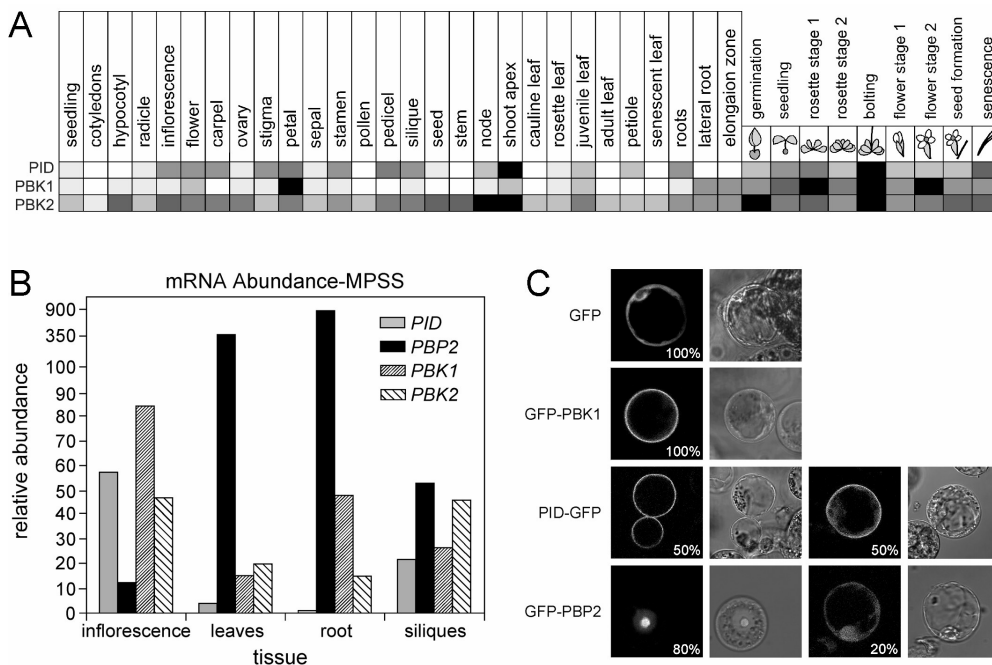 A
seedling
cotyledons
hypocotyl
radicle
inflorescence
flower
carpel
ovary
stigma
petal
sepal
stamen
pollen
pedicel
silique
seed
stem
node
shoot apex
cauline leaf
rosette leaf
juvenile leaf
adult leaf
petiole
senescent leaf
roots
lateral root
elongaion zone
germination
seedling
rosette stage 1
rosette stage 2
bolting
flower stage 1
flower stage 2
seed formation
senescence
PID
PBK1
PBK2
B
mRNA Abundance-MPSS
relative abundance
900
350
100
90
80
70
60
50
40
30
20
10
0
PID
PBP2
PBK1
PBK2
inflorescence leaves root siliques
tissue
C
GFP
100%
GFP-PBK1
100%
PID-GFP
50%
50%
GFP-PBP2
80%
20%